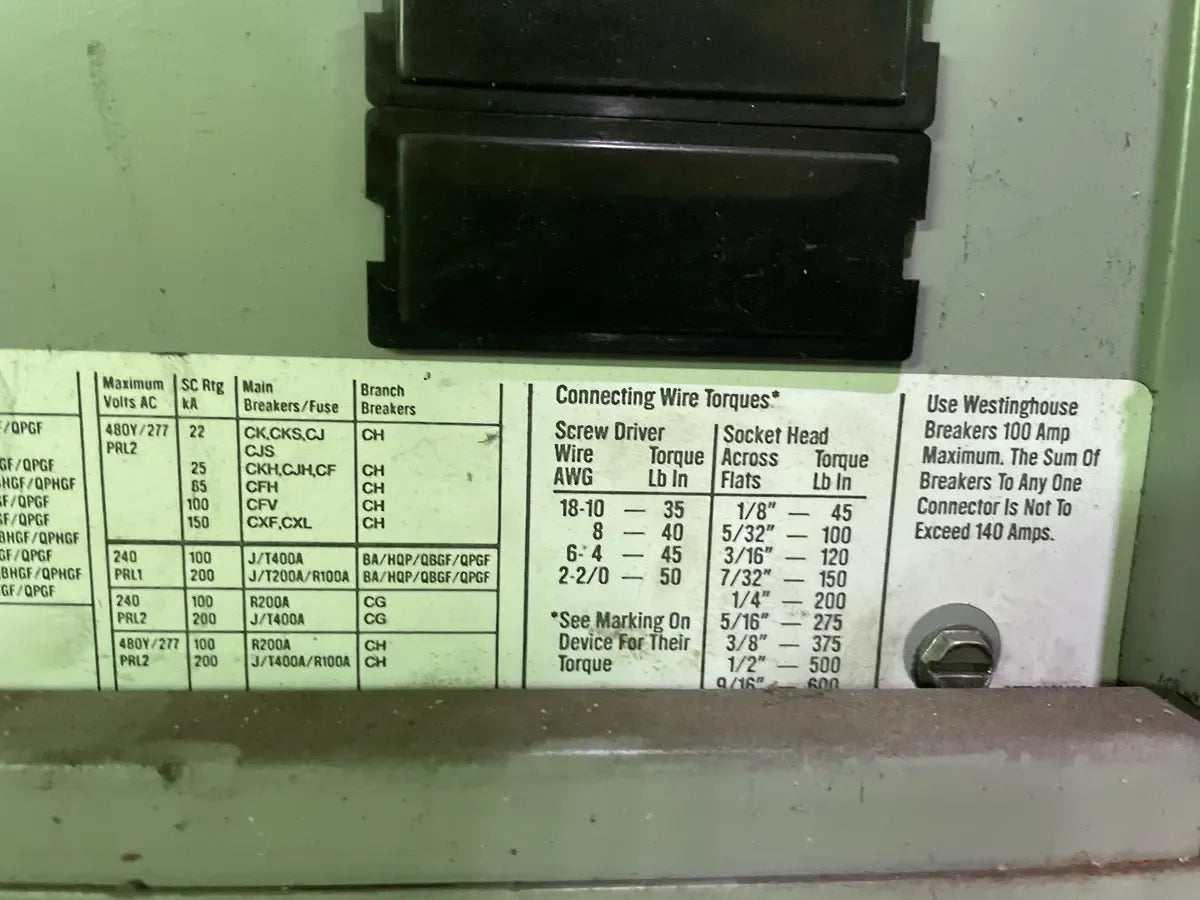 /QPGF
GF/QPGF
HGF/QPHGF
GF/QPGF
GF/QPGF
BHGF/QPHGF
GF/QPGF
BHGF/QPHGF
GF/QPGF
Maximum Volts AC | SC Rtg kA | Main Breakers/Fuse | Branch Breakers
480Y/277 22 CK,CKS,CJ CH
PRL2 CJS
25 CKH,CJH,CF CH
65 CFH CH
100 CFV CH
150 CXF,CXL CH
240 100 J/T400A BA/HQP/QBGF/QPGF
PRL1 200 J/T200A/R100A BA/HQP/QBGF/QPGF
240 100 R200A CG
PRL2 200 J/T400A CG
480Y/277 100 R200A CH
PRL2 200 J/T400A/R100A CH
Connecting Wire Torques*
Screw Driver
Wire Torque
AWG Lb In
18-10 — 35
8 — 40
6-4 — 45
2-2/0 — 50
*See Marking On
Device For Their
Torque
Socket Head
Across Torque
Flats Lb In
1/8" — 45
5/32" — 100
3/16" — 120
7/32" — 150
1/4" — 200
5/16" — 275
3/8" — 375
1/2" — 500
9/16" — 600
Use Westinghouse
Breakers 100 Amp
Maximum. The Sum Of
Breakers To Any One
Connector Is Not To
Exceed 140 Amps.